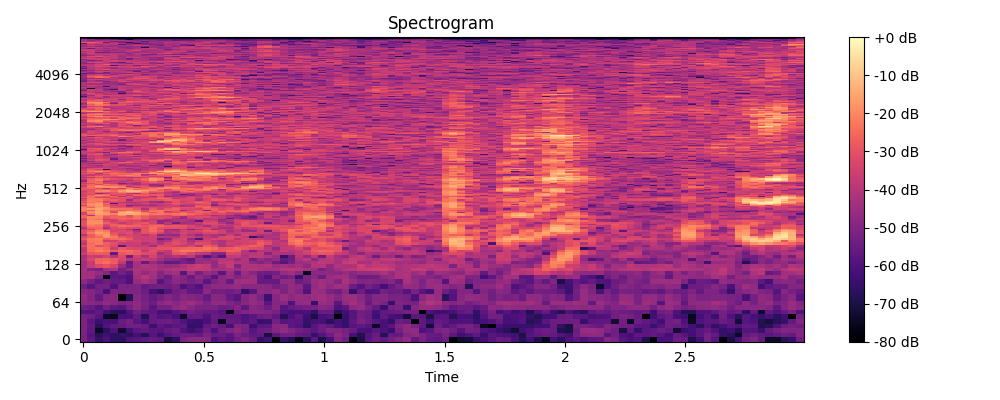 Spectrogram
Hz
4096
2048
1024
512
256
128
64
0
0
0.5
1
1.5
2
2.5
Time
+0 dB
-10 dB
-20 dB
-30 dB
-40 dB
-50 dB
-60 dB
-70 dB
-80 dB